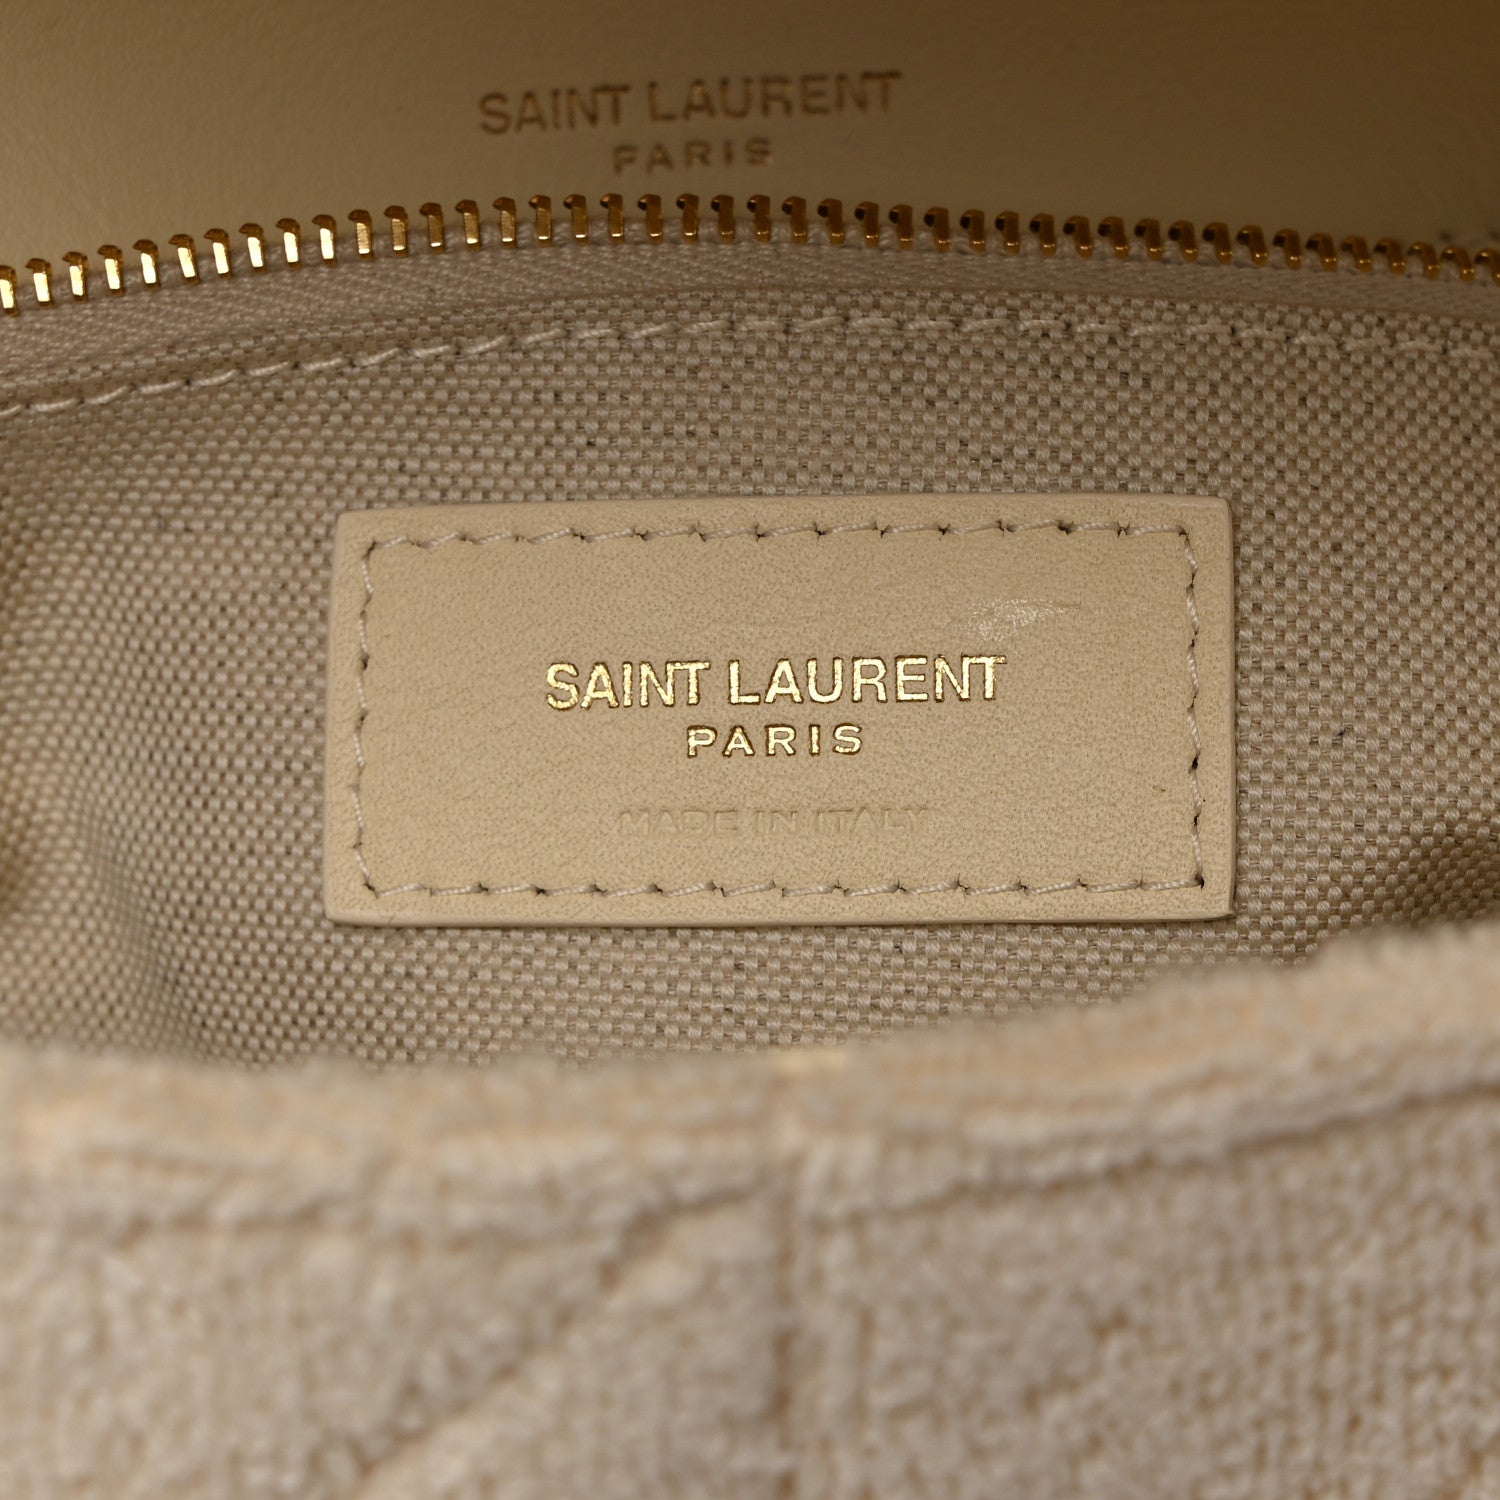 SAINT LAURENT
PARIS
SAINT LAURENT
PARIS
MADE IN ITALY